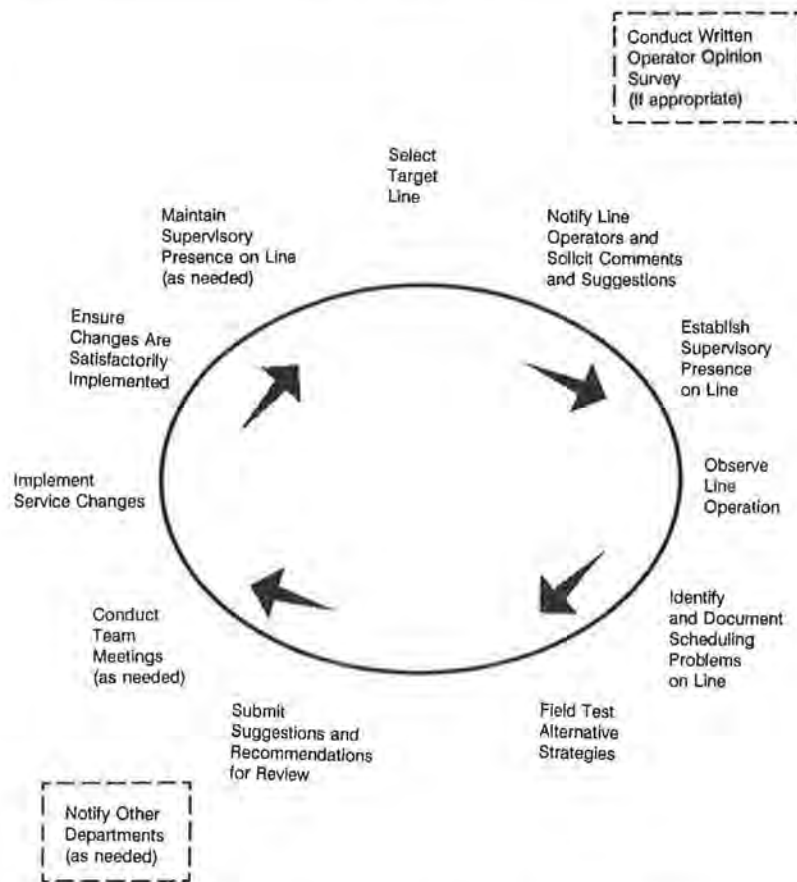 Conduct Written
Operator Opinion
Survey
(If appropriate)
Select
Target
Line
Notify Line
Operators and
Solicit Comments
and Suggestions
Establish
Supervisory
Presence
on Line
Observe
Line
Operation
Identify
and Document
Scheduling
Problems
on Line
Field Test
Alternative
Strategies
Submit
Suggestions and
Recommendations
for Review
Notify Other
Departments
(as needed)
Conduct
Team
Meetings
(as needed)
Implement
Service Changes
Ensure
Changes Are
Satisfactorily
Implemented
Maintain
Supervisory
Presence on Line
(as needed)